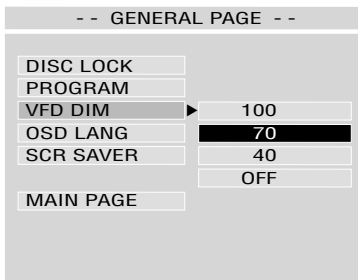 - - GENERAL PAGE - -
DISC LOCK
PROGRAM
VFD DIM 100
OSD LANG 70
SCR SAVER 40
OFF
MAIN PAGE